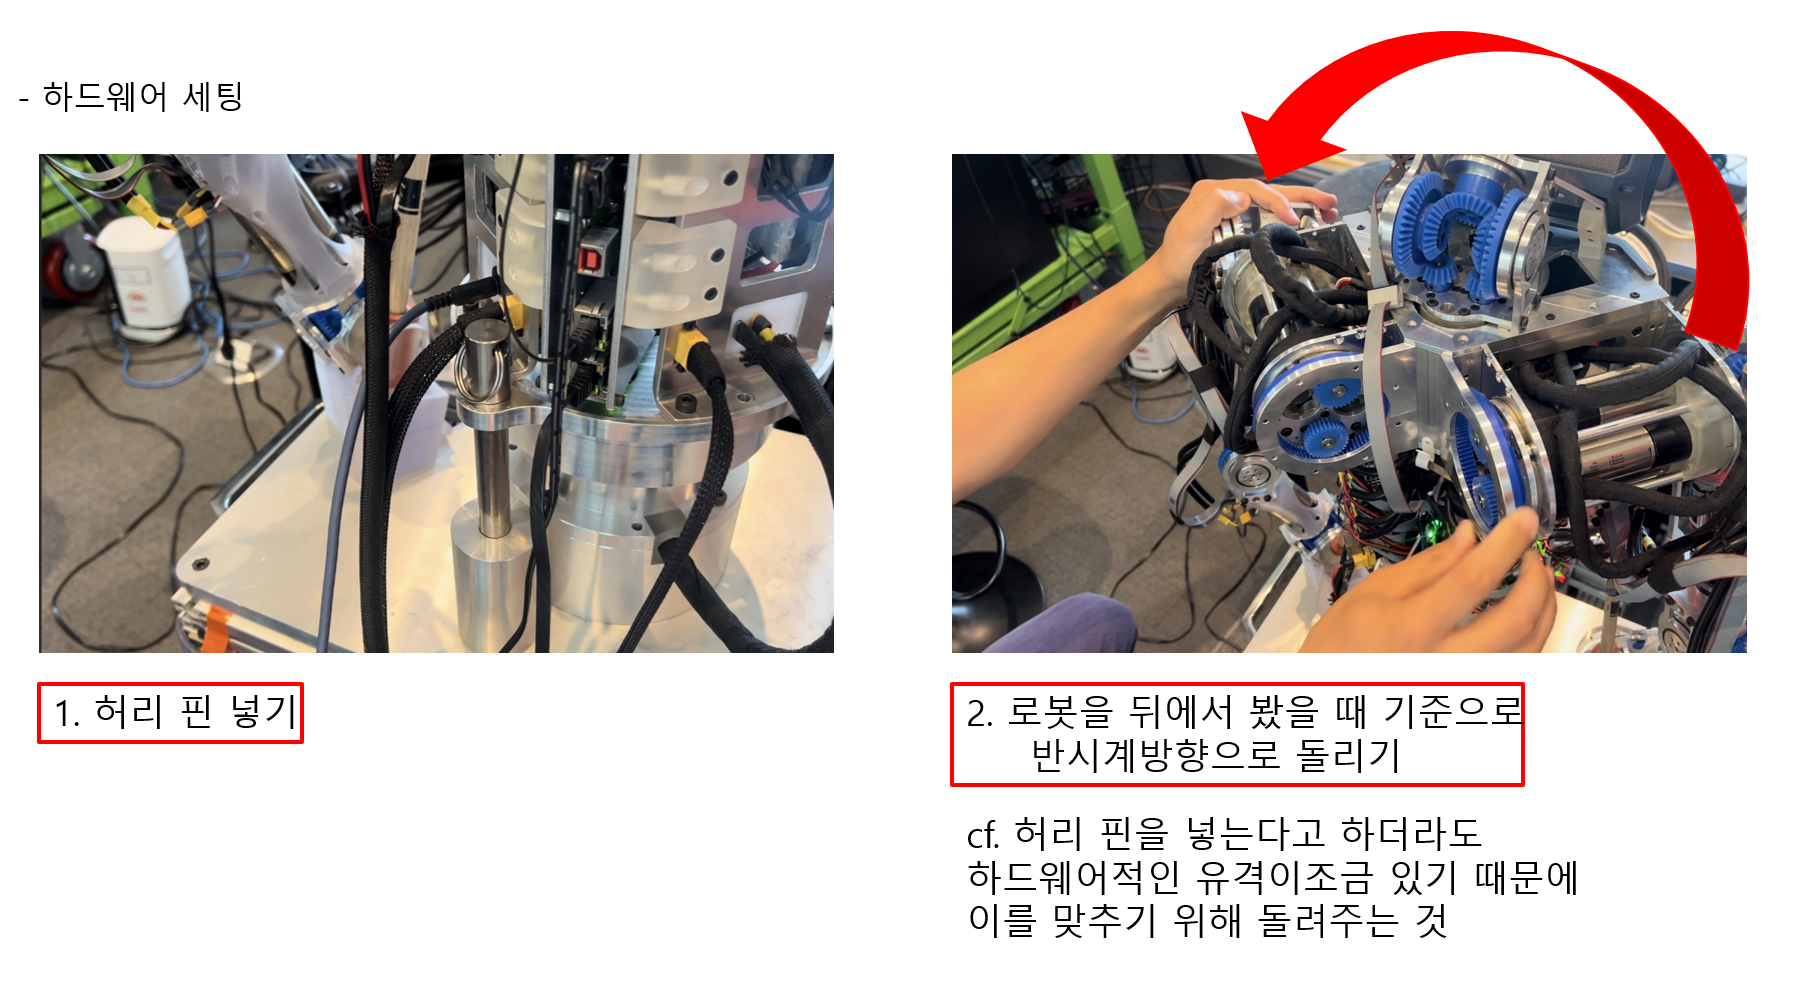 - 하드웨어 세팅
1. 허리 핀 넣기
2. 로봇을 뒤에서 봤을 때 기준으로
반시계방향으로 돌리기
cf. 허리 핀을 넣는다고 하더라도
하드웨어적인 유격이조금 있기 때문에
이를 맞추기 위해 돌려주는 것